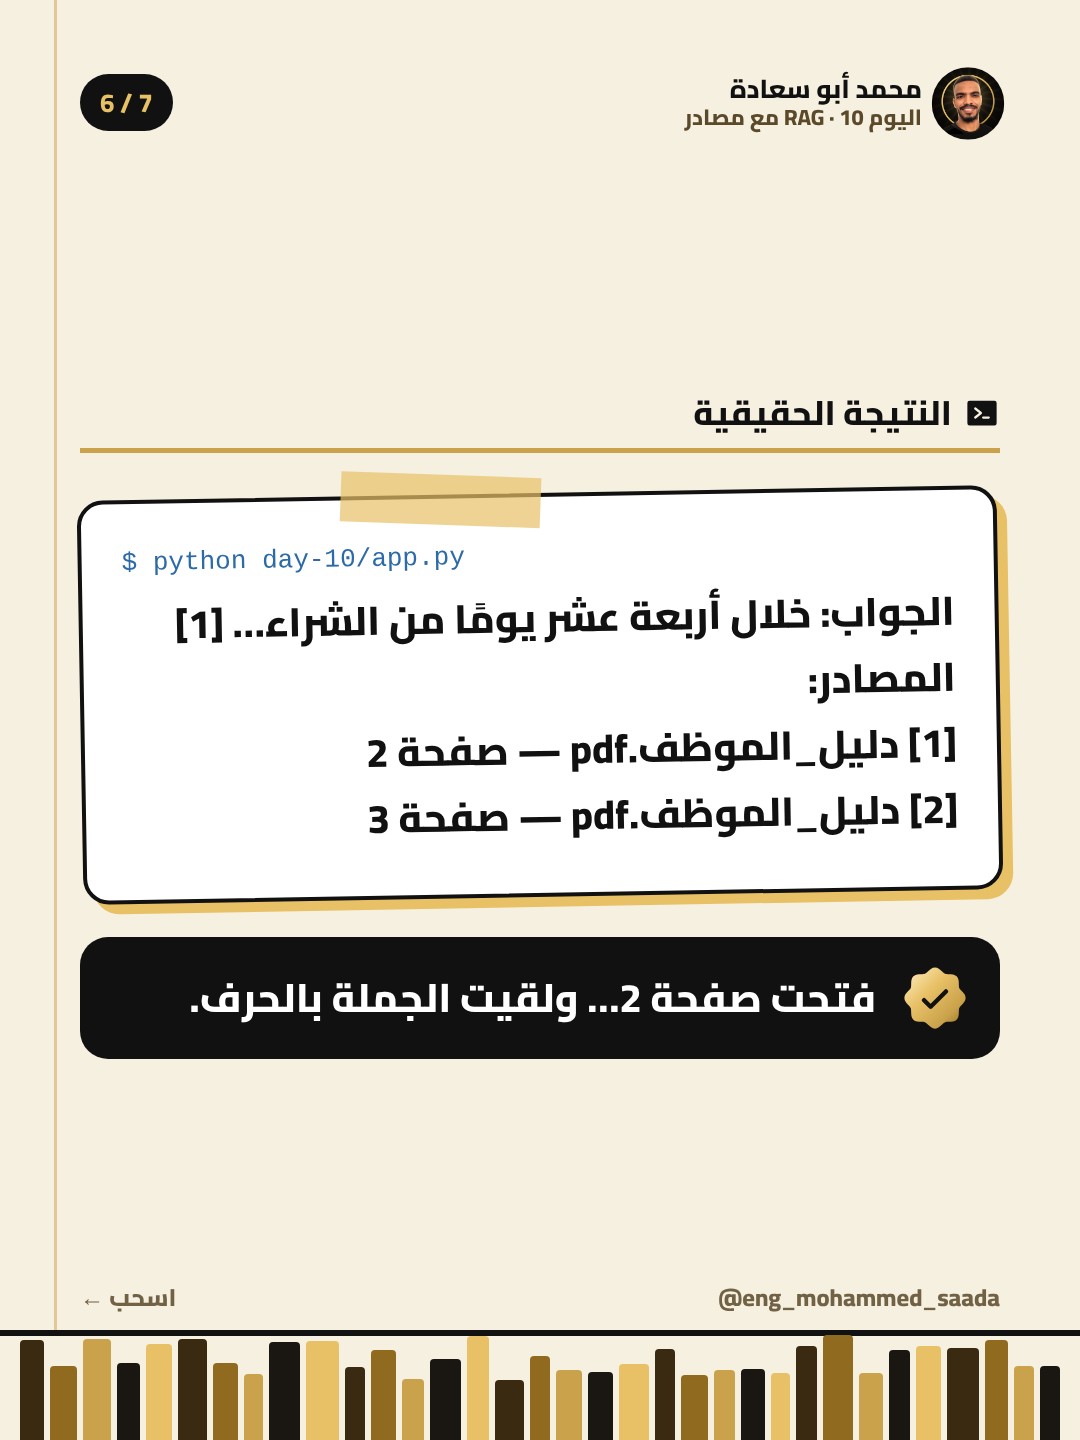 محمد أبو سعادة
اليوم 10 · RAG مع مصادر
6 / 7
النتيجة الحقيقية
$ python day-10/app.py
الجواب: خلال أربعة عشر يومًا من الشراء... [1]
المصادر:
[1] دليل_الموظف.pdf — صفحة 2
[2] دليل_الموظف.pdf — صفحة 3
فتحت صفحة 2... ولقيت الجملة بالحرف.
@eng_mohammed_saada
اسحب ←